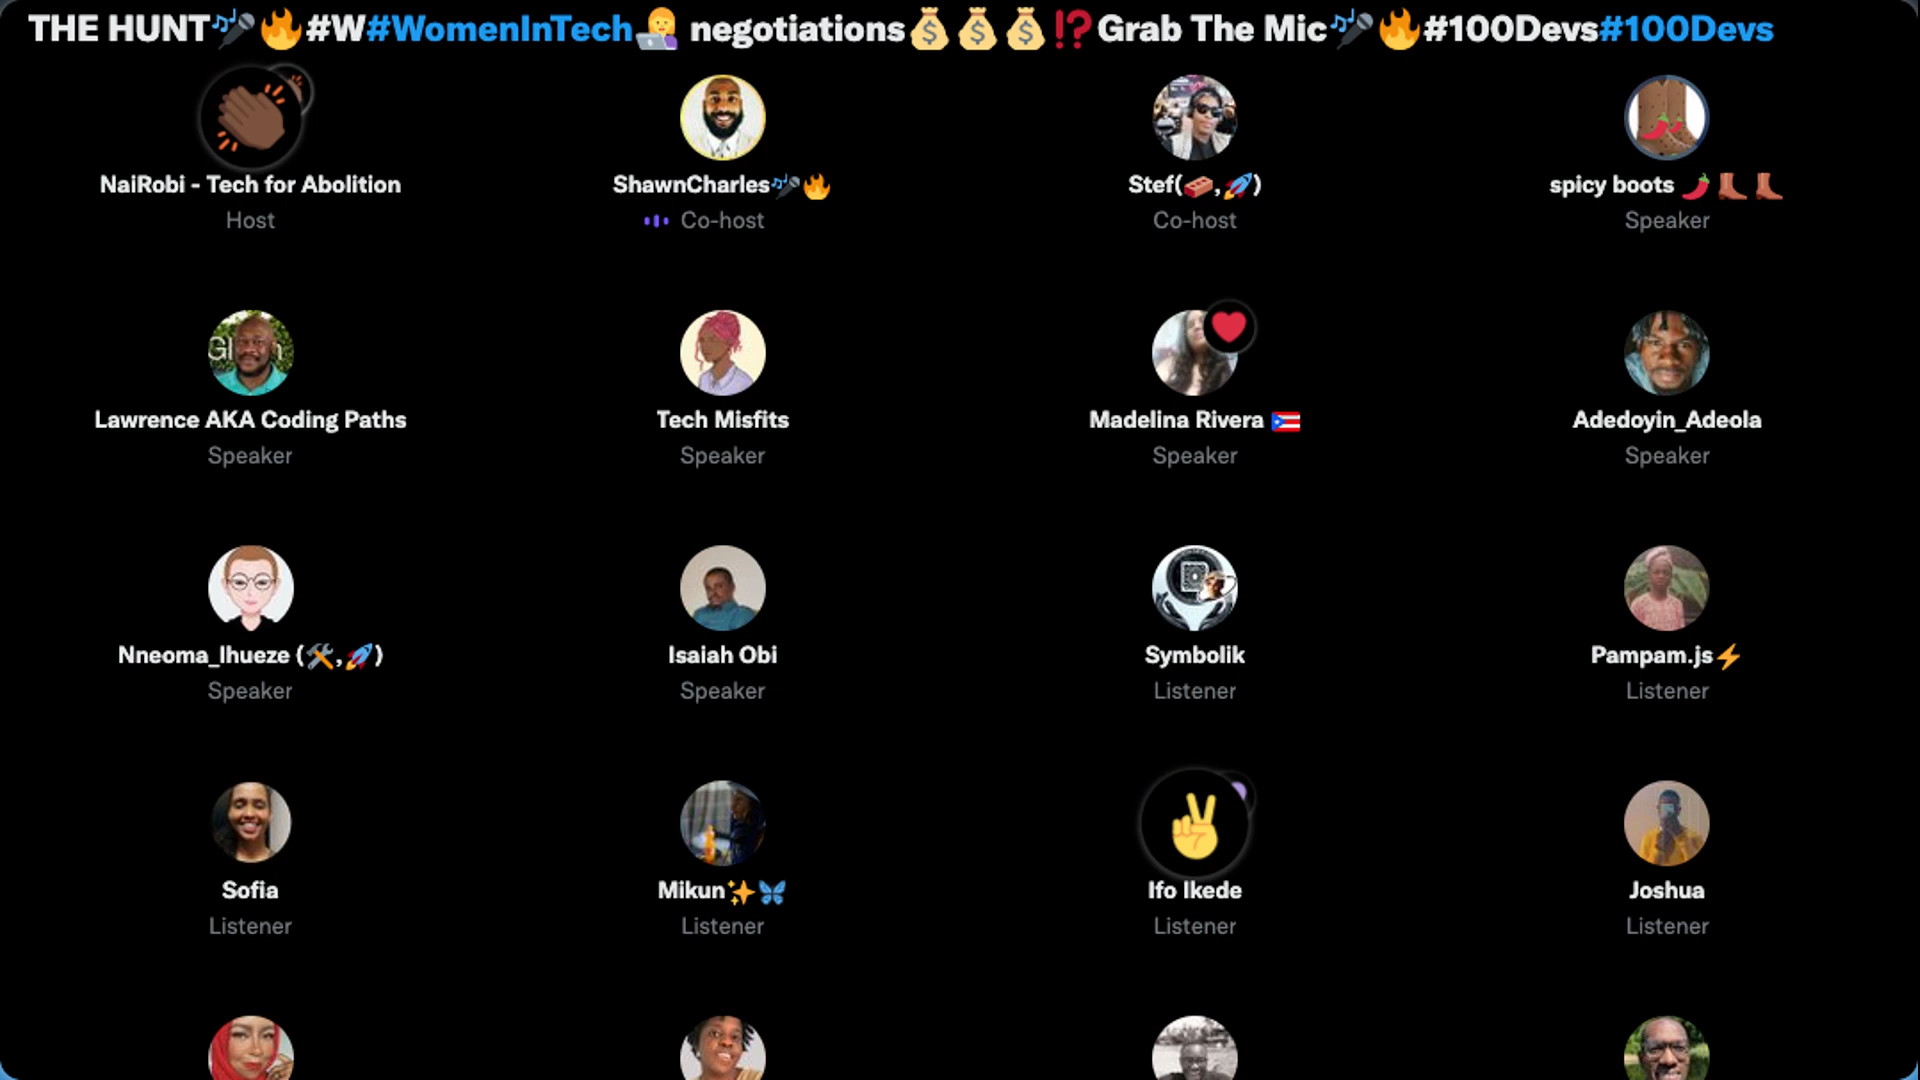 THE HUNT🎤🔥#W#WomenInTech👩‍💻 negotiations💰💰💰⁉️Grab The Mic🎤🔥#100Devs#100Devs
NaiRobi - Tech for Abolition
Host
ShawnCharles🎤🔥
Co-host
Stef(🧱,🚀)
Co-host
spicy boots 🌶️👢👢
Speaker
Lawrence AKA Coding Paths
Speaker
Tech Misfits
Speaker
Madelina Rivera 🇵🇷
Speaker
Adedoyin_Adeola
Speaker
Nneoma_Ihueze (🛠️,🚀)
Speaker
Isaiah Obi
Speaker
Symbolik
Listener
Pampam.js⚡
Listener
Sofia
Listener
Mikun✨🦋
Listener
Ifo Ikede
Listener
Joshua
Listener